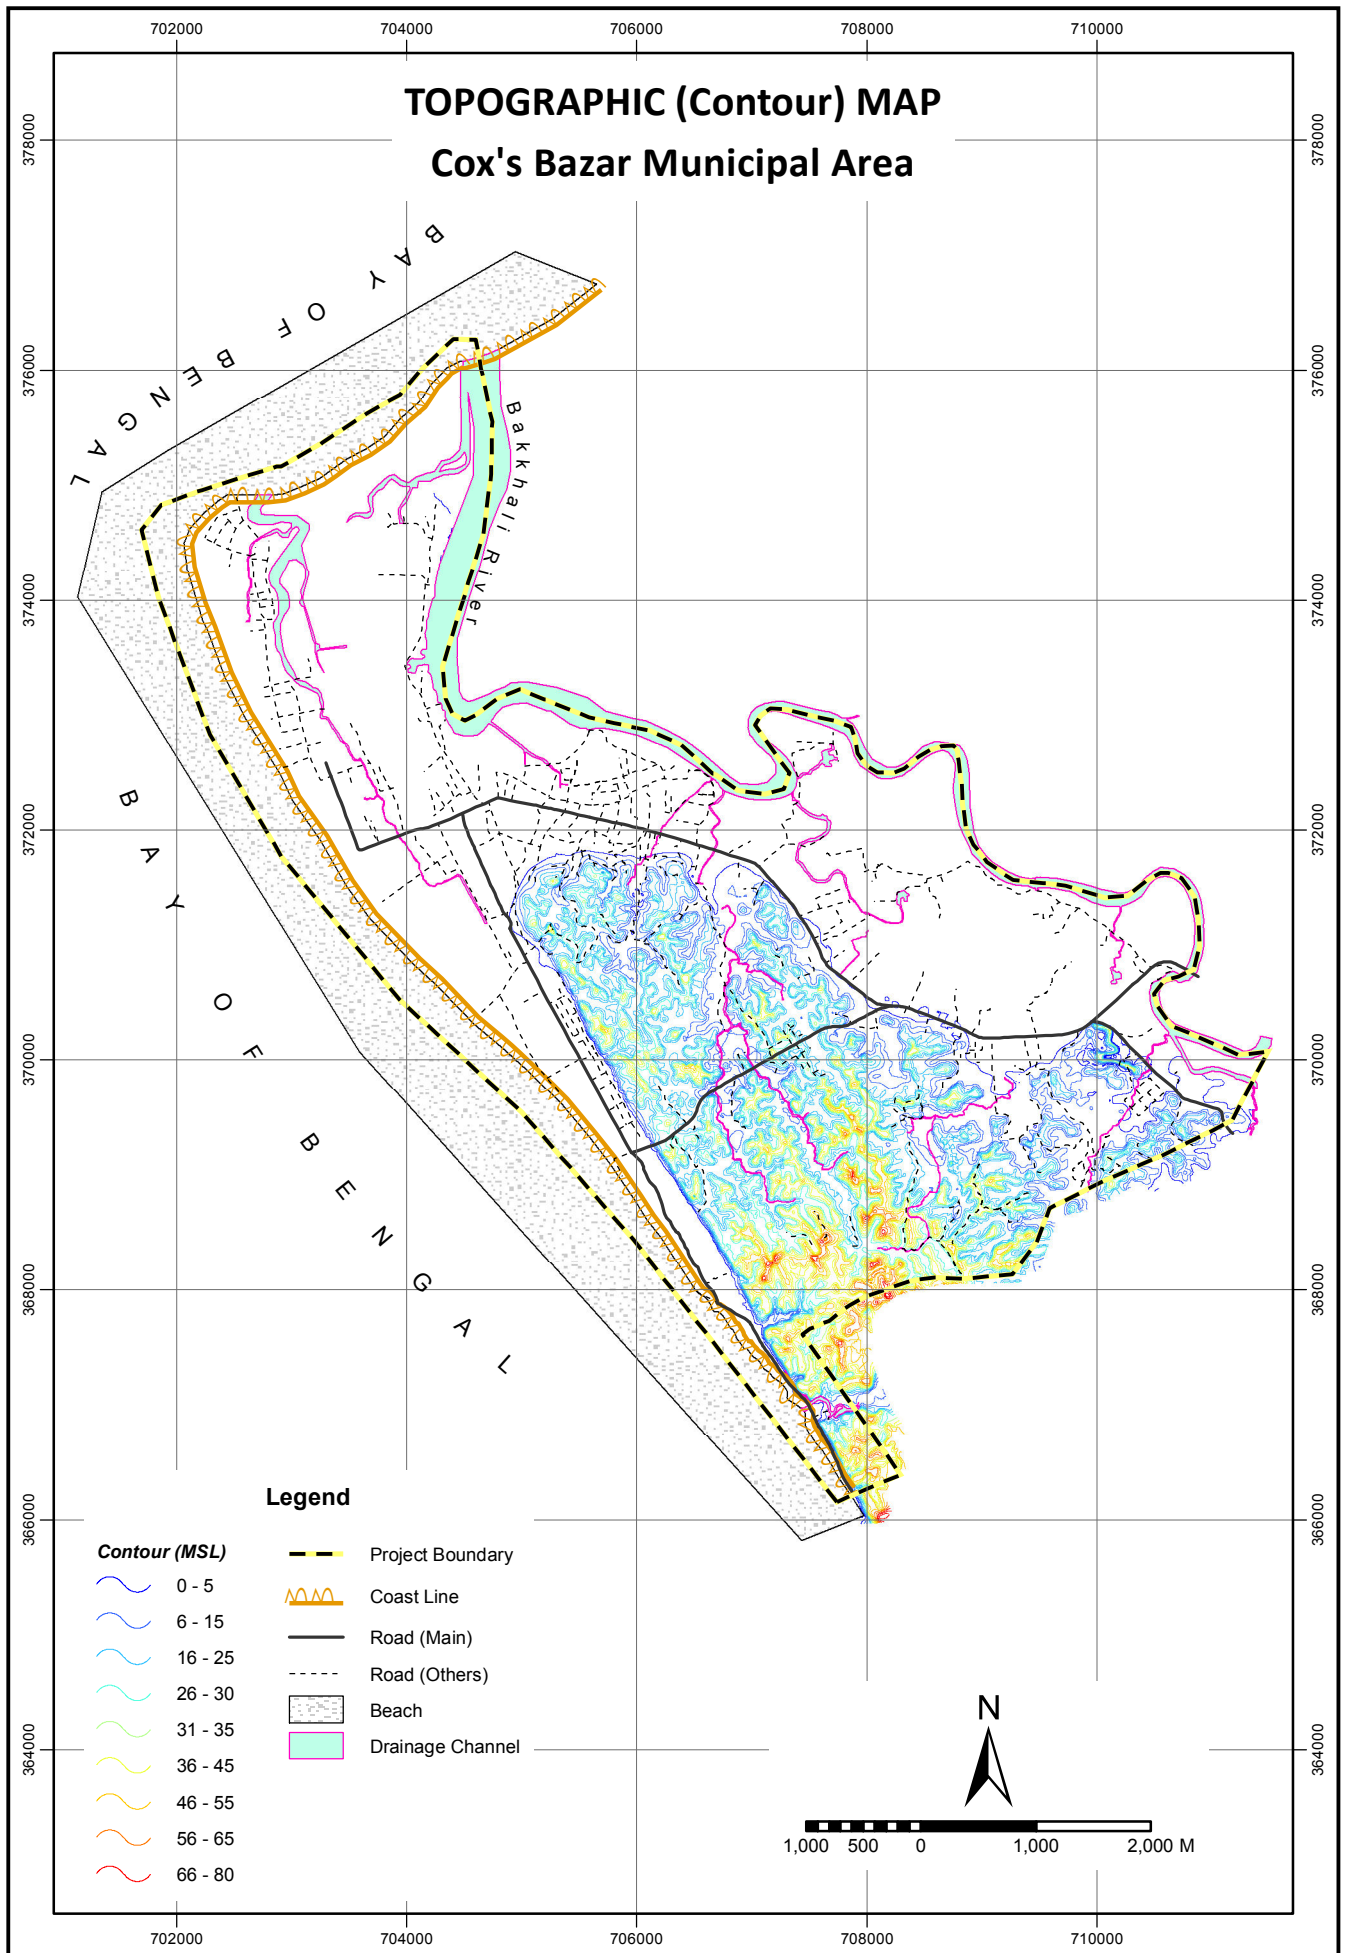 702000 704000 706000 708000 710000
TOPOGRAPHIC (Contour) MAP
Cox's Bazar Municipal Area
378000 378000
BAY OF BENGAL
376000 376000
Bakkhali River
374000 374000
372000 372000
BAY OF BENGAL
370000 370000
368000 368000
366000 366000
364000 364000
Legend
Contour (MSL)
0 - 5
6 - 15
16 - 25
26 - 30
31 - 35
36 - 45
46 - 55
56 - 65
66 - 80
Project Boundary
Coast Line
Road (Main)
Road (Others)
Beach
Drainage Channel
N
1,000 500 0 1,000 2,000 M
702000 704000 706000 708000 710000